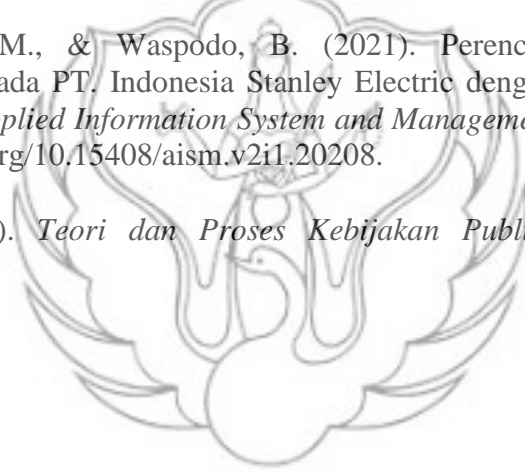 M., & Waspodo, B. (2021). Perenc
ada PT. Indonesia Stanley Electric deng
plied Information System and Manageme
rg/10.15408/aism.v2i1.20208.
). Teori dan Proses Kebijakan Publi